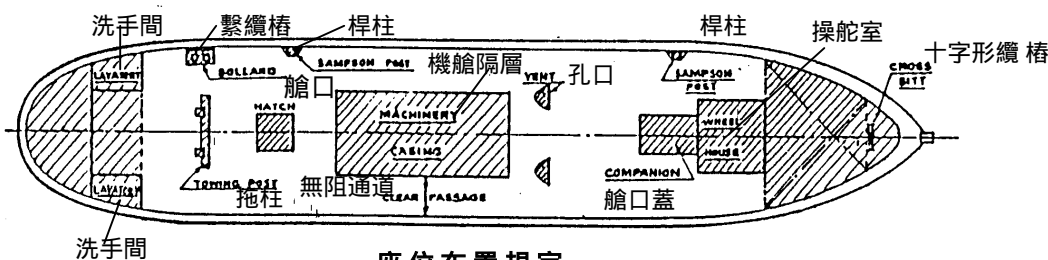 洗手間
繫纜樁
桿柱
桿柱
操舵室
十字形纜 樁
LAVATORY
BOLLARD
SAMPSON POST
機艙隔層
SAMPSON
POST
CROSS
BITT
艙口
VENT
孔口
HATCH
MACHINERY
CASING
WHEEL
HOUSE
COMPANION
LAVATORY
TOWING POST
拖柱
無阻通道
CLEAR PASSAGE
艙口蓋
洗手間